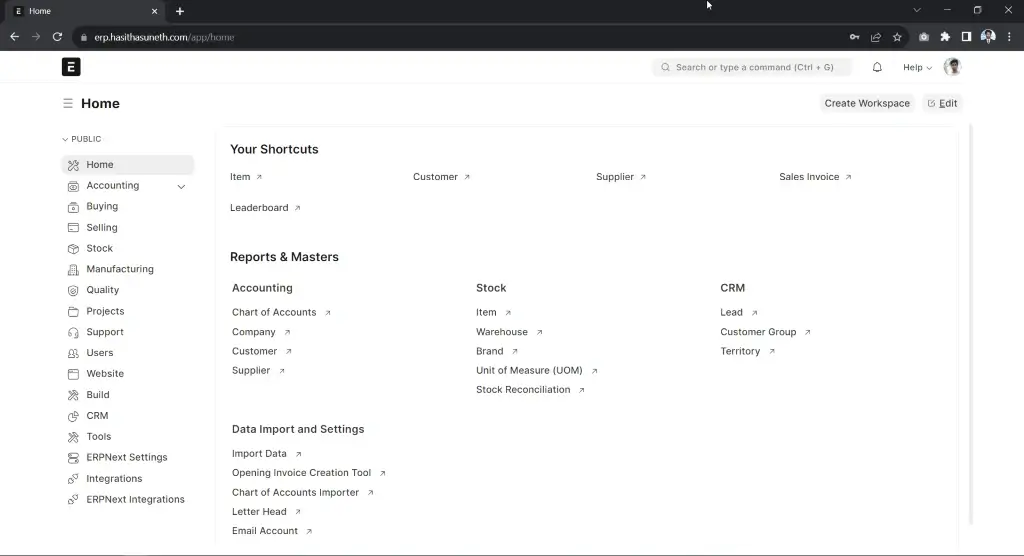 Home
erp.hasithasuneth.com/app/home
Search or type a command (Ctrl + G)
Help
Home
Create Workspace
Edit
PUBLIC
Home
Accounting
Buying
Selling
Stock
Manufacturing
Quality
Projects
Support
Users
Website
Build
CRM
Tools
ERPNext Settings
Integrations
ERPNext Integrations
Your Shortcuts
Item Customer Supplier Sales Invoice
Leaderboard
Reports & Masters
Accounting
Chart of Accounts
Company
Customer
Supplier
Stock
Item
Warehouse
Brand
Unit of Measure (UOM)
Stock Reconciliation
CRM
Lead
Customer Group
Territory
Data Import and Settings
Import Data
Opening Invoice Creation Tool
Chart of Accounts Importer
Letter Head
Email Account